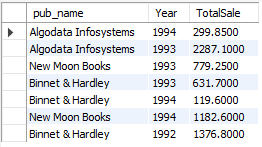 pub_name Year TotalSale
Algodata Infosystems 1994 299.8500
Algodata Infosystems 1993 2287.1000
New Moon Books 1993 779.2500
Binnet & Hardley 1993 631.7000
Binnet & Hardley 1994 119.6000
New Moon Books 1994 1182.6000
Binnet & Hardley 1992 1376.8000